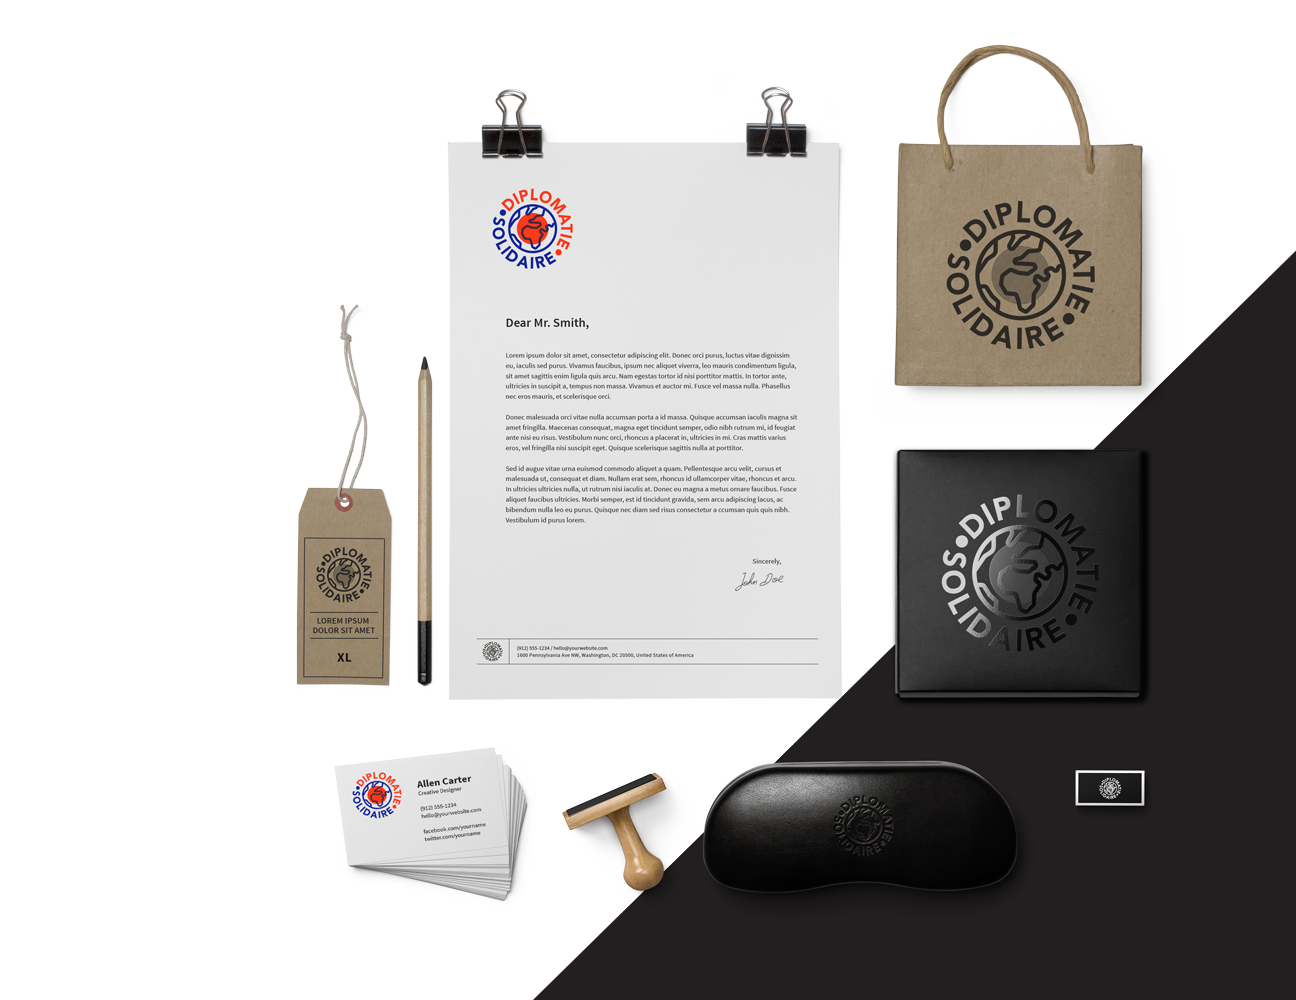 DIPLOMATIE
SOLIDAIRE
Dear Mr. Smith,
Lorem ipsum dolor sit amet, consectetur adipiscing elit. Donec orci purus, luctus vitae dignissim
eu, iaculis sed purus. Vivamus faucibus, ipsum nec aliquet viverra, leo mauris condimentum ligula,
sit amet sagittis enim ligula quis arcu. Nam egestas tortor id nisi porttitor mattis. In tortor ante,
ultricies in suscipit a, tempus non massa. Vivamus et auctor mi. Fusce vel massa nulla. Phasellus
nec eros mauris, et scelerisque orci.
Donec malesuada orci vitae nulla accumsan porta a id massa. Quisque accumsan iaculis magna sit
amet fringilla. Maecenas consequat, magna eget tincidunt semper, odio nibh rutrum mi, id feugiat
ante nisi eu risus. Vestibulum nunc orci, rhoncus a placerat in, ultricies in mi. Cras mattis varius
eros, vel fringilla nisi suscipit eget. Quisque scelerisque sagittis nulla at porttitor.
Sed id augue vitae urna euismod commodo aliquet a quam. Pellentesque arcu velit, cursus et
malesuada ut, consequat et diam. Nullam erat sem, rhoncus id ullamcorper vitae, rhoncus et arcu.
In ultricies ultricies nulla, ut rutrum nisi iaculis at. Donec eu magna a metus ornare faucibus. Fusce
aliquet faucibus ultricies. Morbi semper, est id tincidunt gravida, sem arcu adipiscing lacus, ac
bibendum nulla leo eu purus. Quisque nec diam sed risus consectetur a ccumsan quis quis nibh.
Vestibulum id purus lorem.
Sincerely,
John Doe
DIPLOMATIE
SOLIDAIRE
(912) 555-1234 / hello@yourwebsite.com
1600 Pennsylvania Ave NW, Washington, DC 20500, United States of America
DIPLOMATIE
SOLIDAIRE
DIPLOMATIE
SOLIDAIRE
LOREM IPSUM
DOLOR SIT AMET
XL
DIPLOMATIE
SOLIDAIRE
DIPLOMATIE
SOLIDAIRE
Allen Carter
Creative Designer
(912) 555-1234
hello@yourwebsite.com
facebook.com/yourname
twitter.com/yourname
DIPLOMATIE
SOLIDAIRE
DIPLOMATIE
SOLIDAIRE